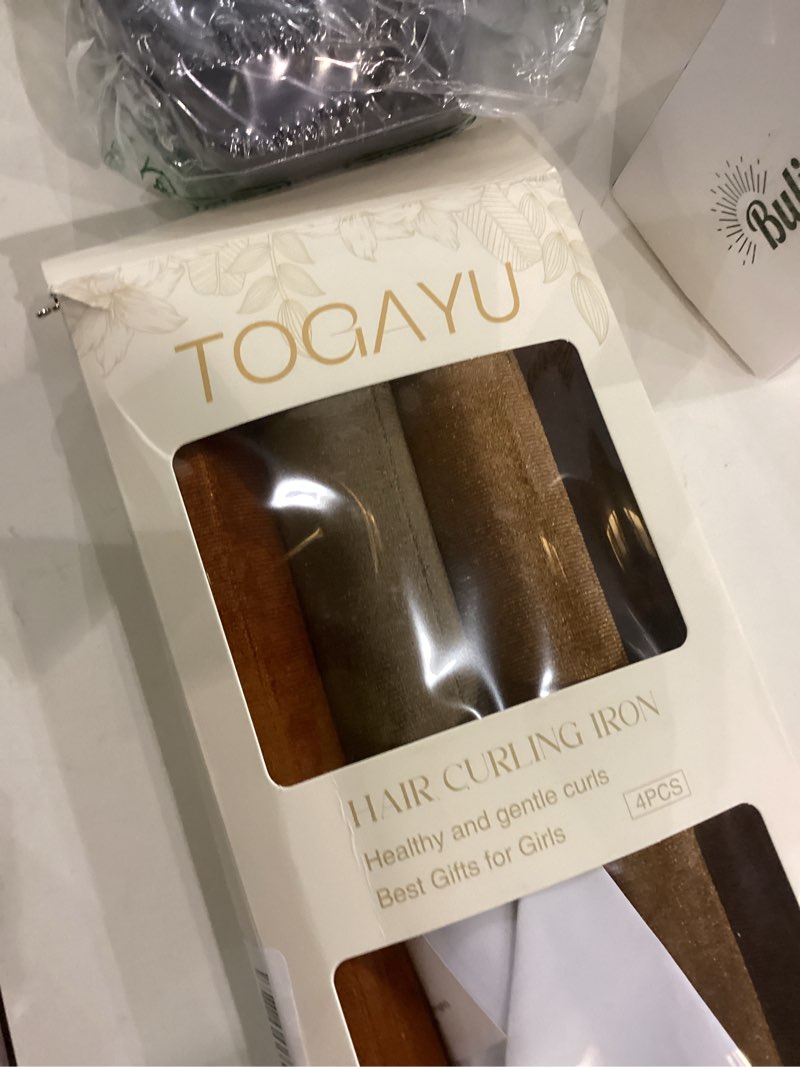 TOGAYU
HAIR CURLING IRON
Healthy and gentle curls
4PCS
Best Gifts for Girls